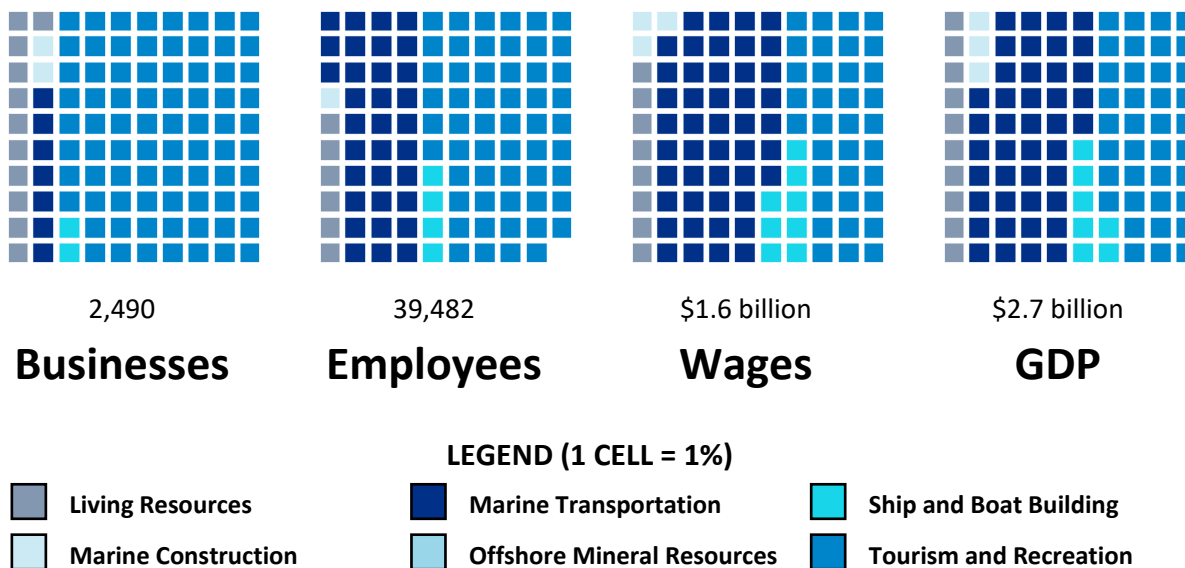 2,490 39,482 $1.6 billion $2.7 billion
Businesses Employees Wages GDP
LEGEND (1 CELL = 1%)
Living Resources Marine Transportation Ship and Boat Building
Marine Construction Offshore Mineral Resources Tourism and Recreation